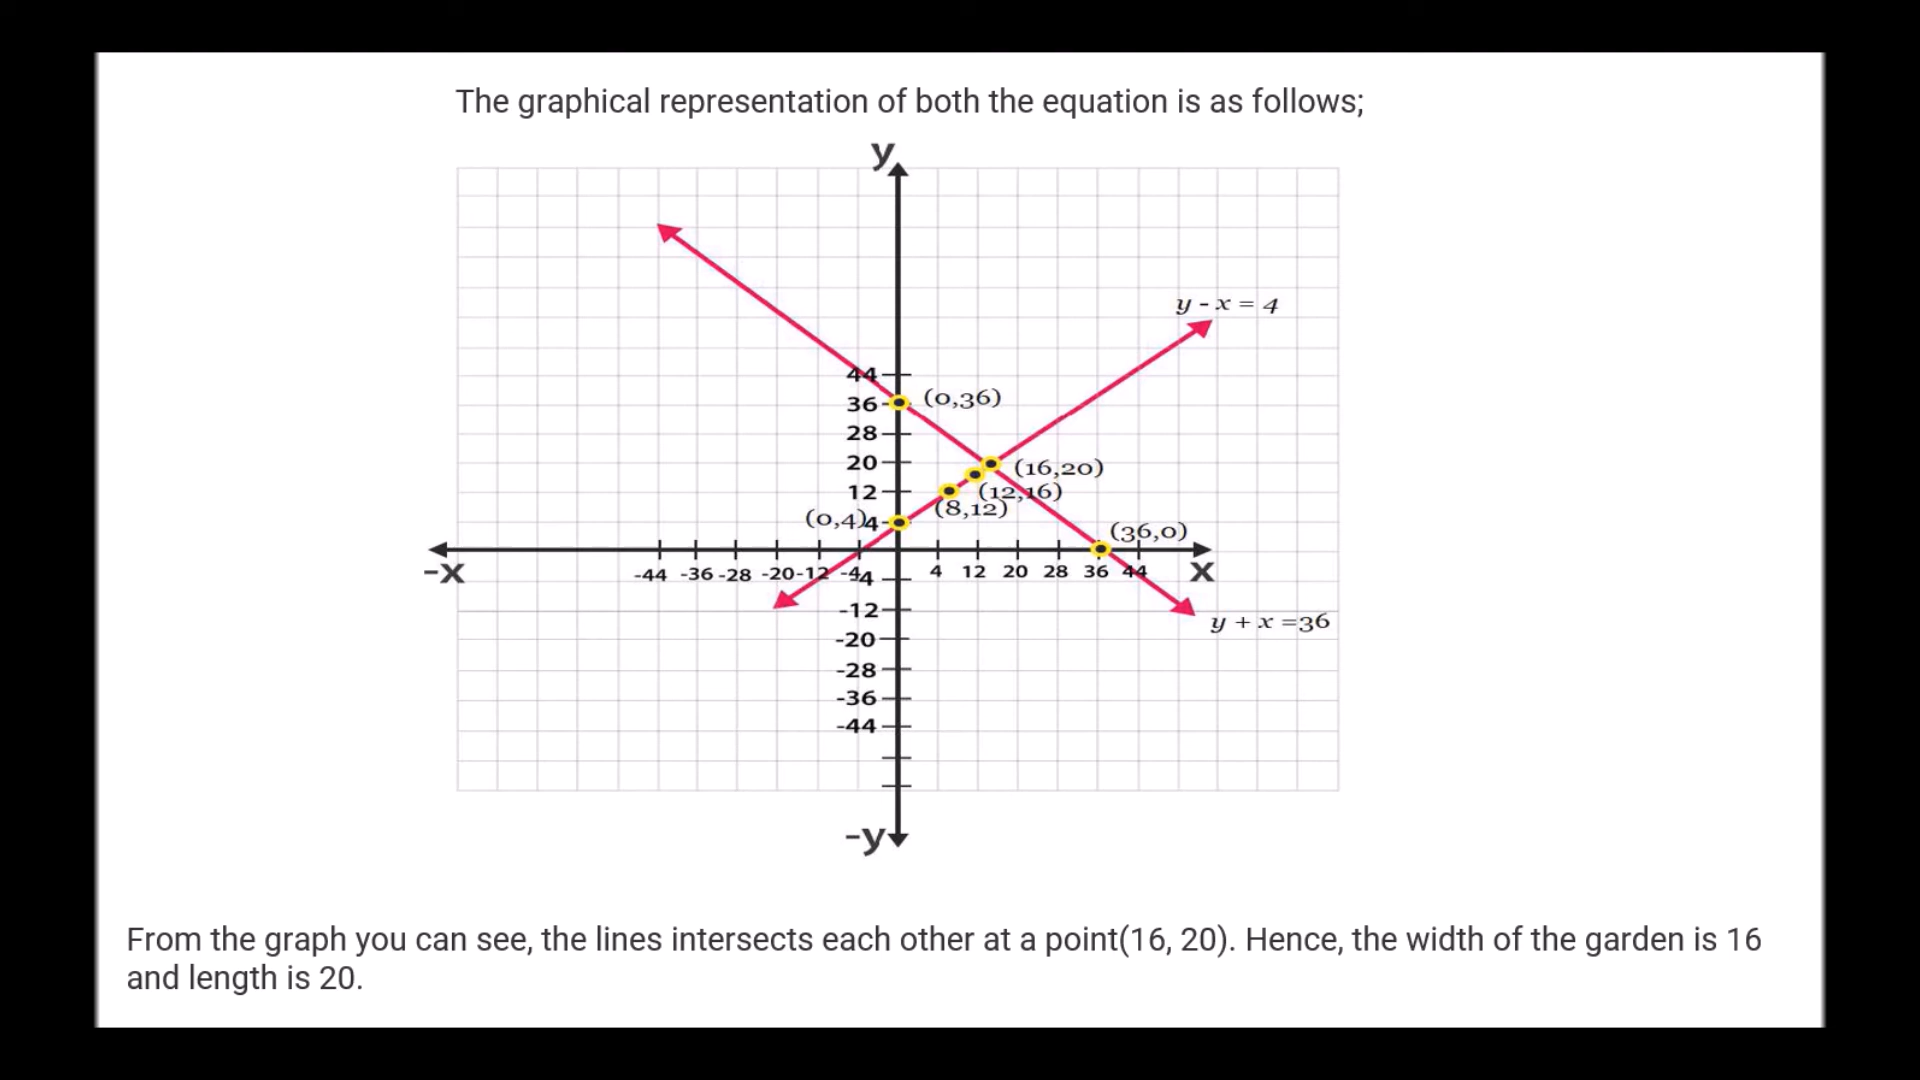 The graphical representation of both the equation is as follows;
y
y - x = 4
44
36 (0,36)
28
20 (16,20)
12 (12,16)
(8,12)
(0,4) 4 (36,0)
-x -44 -36 -28 -20 -12 -4 4 12 20 28 36 44 x
-4
-12
y + x =36
-20
-28
-36
-44
-y
From the graph you can see, the lines intersects each other at a point(16, 20). Hence, the width of the garden is 16
and length is 20.